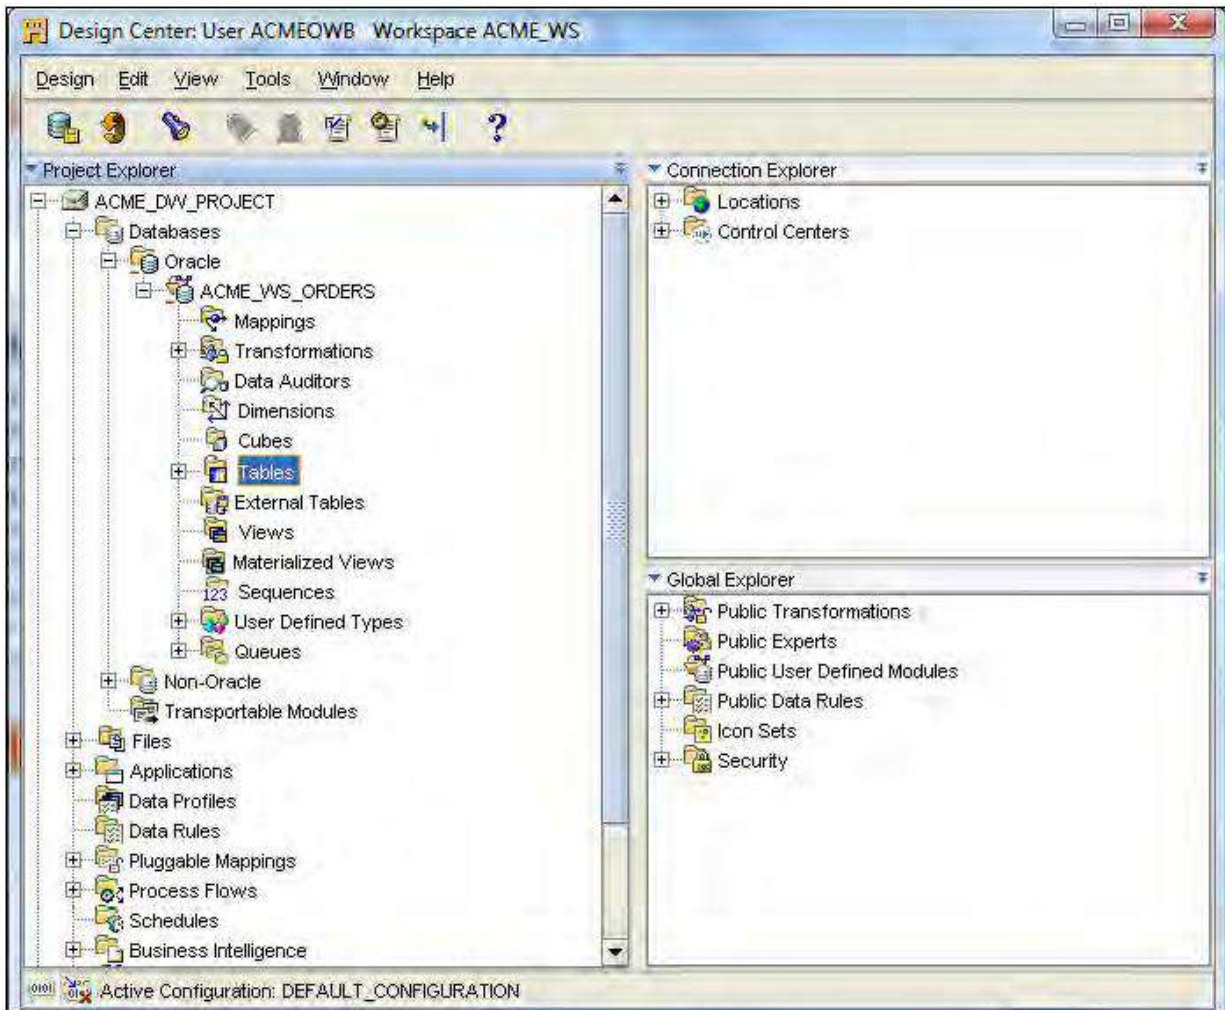 Design Center: User ACMEOWB Workspace ACME_WS
Design Edit View Tools Window Help
Project Explorer
ACME_DW_PROJECT
Databases
Oracle
ACME_WS_ORDERS
Mappings
Transformations
Data Auditors
Dimensions
Cubes
Tables
External Tables
Views
Materialized Views
123 Sequences
User Defined Types
Queues
Non-Oracle
Transportable Modules
Files
Applications
Data Profiles
Data Rules
Pluggable Mappings
Process Flows
Schedules
Business Intelligence
Connection Explorer
Locations
Control Centers
Global Explorer
Public Transformations
Public Experts
Public User Defined Modules
Public Data Rules
Icon Sets
Security
Active Configuration: DEFAULT_CONFIGURATION